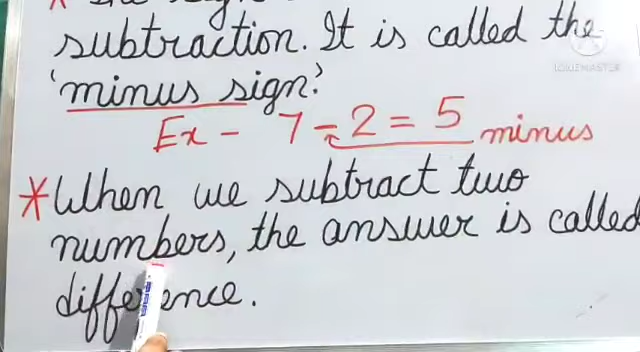 subtraction. It is called the
'minus sign'.
Ex - 7 - 2 = 5 minus
*When we subtract two
numbers, the answer is called
difference.
KINEMASTER